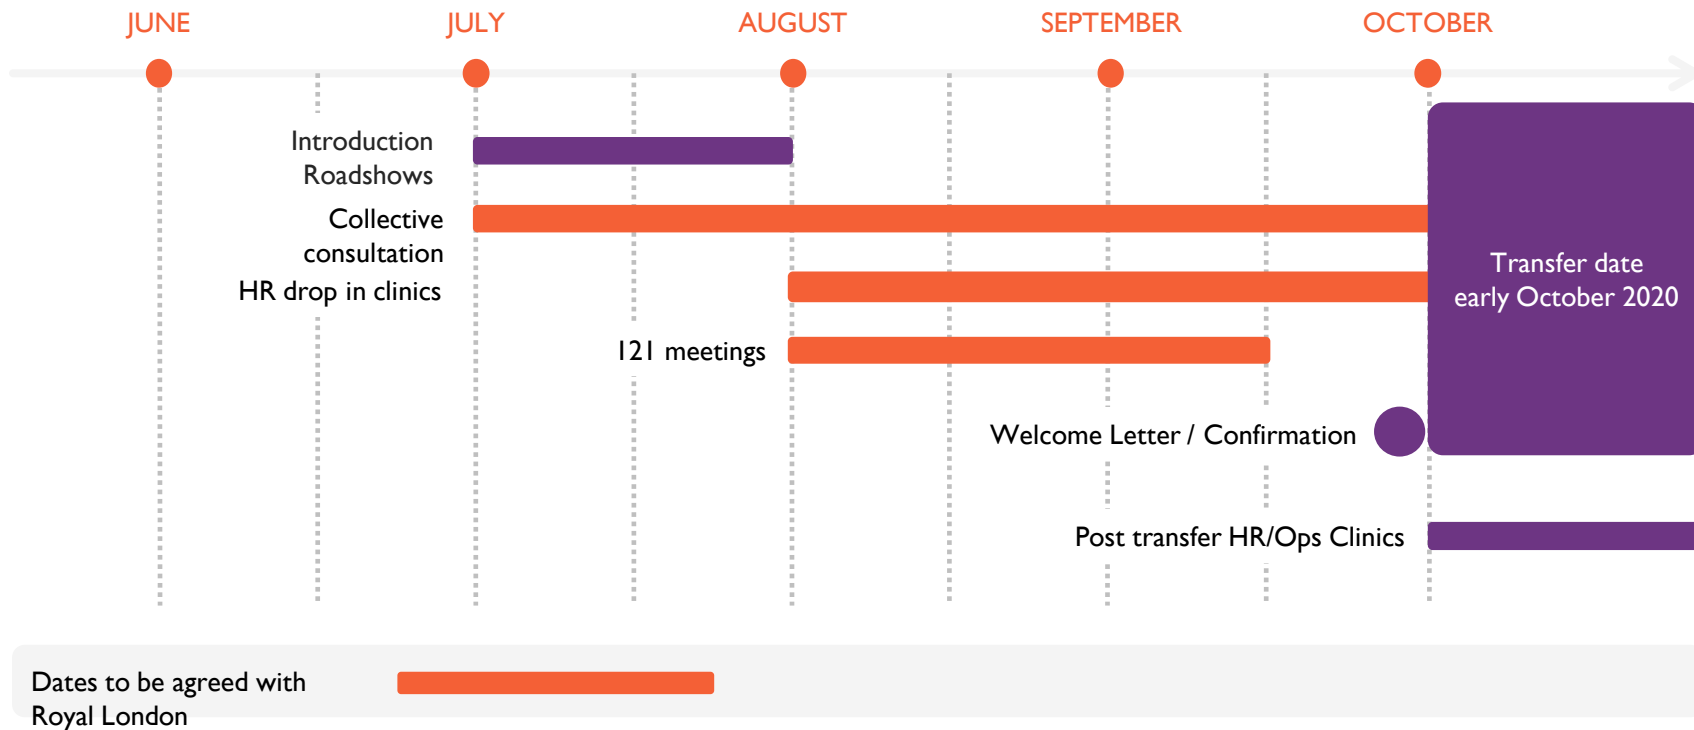 JUNE
JULY
AUGUST
SEPTEMBER
OCTOBER
Introduction
Roadshows
Collective
consultation
HR drop in clinics
121 meetings
Welcome Letter / Confirmation
Post transfer HR/Ops Clinics
Transfer date
early October 2020
Dates to be agreed with
Royal London